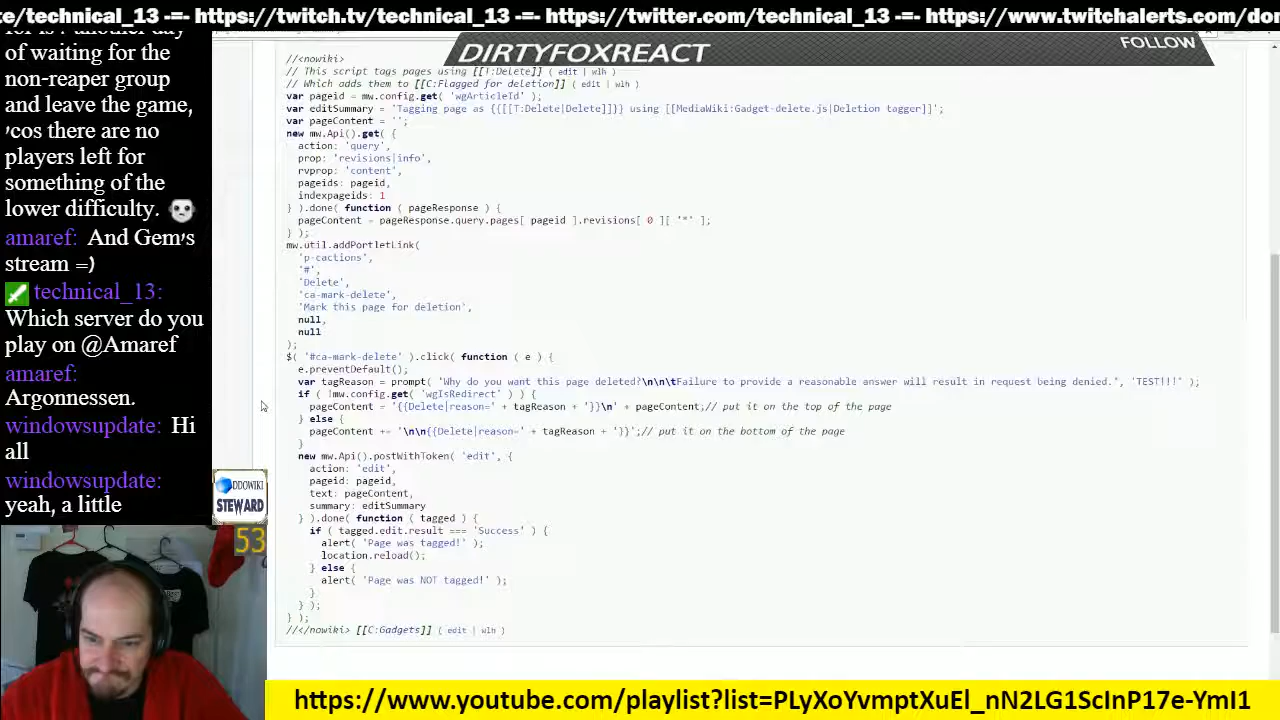 te/technical_13 -=- https://twitch.tv/technical_13 -=- https://twitter.com/technical_13 -=- https://www.twitchalerts.com/do
of waiting for the
non-reaper group
and leave the game,
'cos there are no
players left for
something of the
lower difficulty.
amaref: And Gem's
stream =)
technical_13:
Which server do you
play on @Amaref
amaref:
Argonnessen.
windowsupdate: Hi
all
windowsupdate:
yeah, a little
DDOWIKI
STEWARD
53
DIRTYFOXREACT
FOLLOW
//<nowiki>
// This script tags pages using [[T:Delete]] ( edit | wlh )
// Which adds them to [[C:Flagged for deletion]] ( edit | wlh )
var pageid = mw.config.get( 'wgArticleId' );
var editSummary = 'Tagging page as {{[[T:Delete|Delete]]}} using [[MediaWiki:Gadget-delete.js|Deletion tagger]]';
var pageContent = '';
new mw.Api().get( {
action: 'query',
prop: 'revisions|info',
rvprop: 'content',
pageids: pageid,
indexpageids: 1
} ).done( function ( pageResponse ) {
pageContent = pageResponse.query.pages[ pageid ].revisions[ 0 ][ '*' ];
} );
mw.util.addPortletLink(
'p-cactions',
'#',
'Delete',
'ca-mark-delete',
'Mark this page for deletion',
null,
null
);
$( '#ca-mark-delete' ).click( function ( e ) {
e.preventDefault();
var tagReason = prompt( 'Why do you want this page deleted?\n\n\tFailure to provide a reasonable answer will result in request being denied.', 'TEST!!!' );
if ( !mw.config.get( 'wgIsRedirect' ) ) {
pageContent = '{{Delete|reason=' + tagReason + '}}\n' + pageContent;// put it on the top of the page
} else {
pageContent += '\n\n{{Delete|reason=' + tagReason + '}}';// put it on the bottom of the page
}
new mw.Api().postWithToken( 'edit', {
action: 'edit',
pageid: pageid,
text: pageContent,
summary: editSummary
} ).done( function ( tagged ) {
if ( tagged.edit.result === 'Success' ) {
alert( 'Page was tagged!' );
location.reload();
} else {
alert( 'Page was NOT tagged!' );
}
} );
} );
//</nowiki> [[C:Gadgets]] ( edit | wlh )
https://www.youtube.com/playlist?list=PLyXoYvmptXuEl_nN2LG1ScInP17e-YmI1